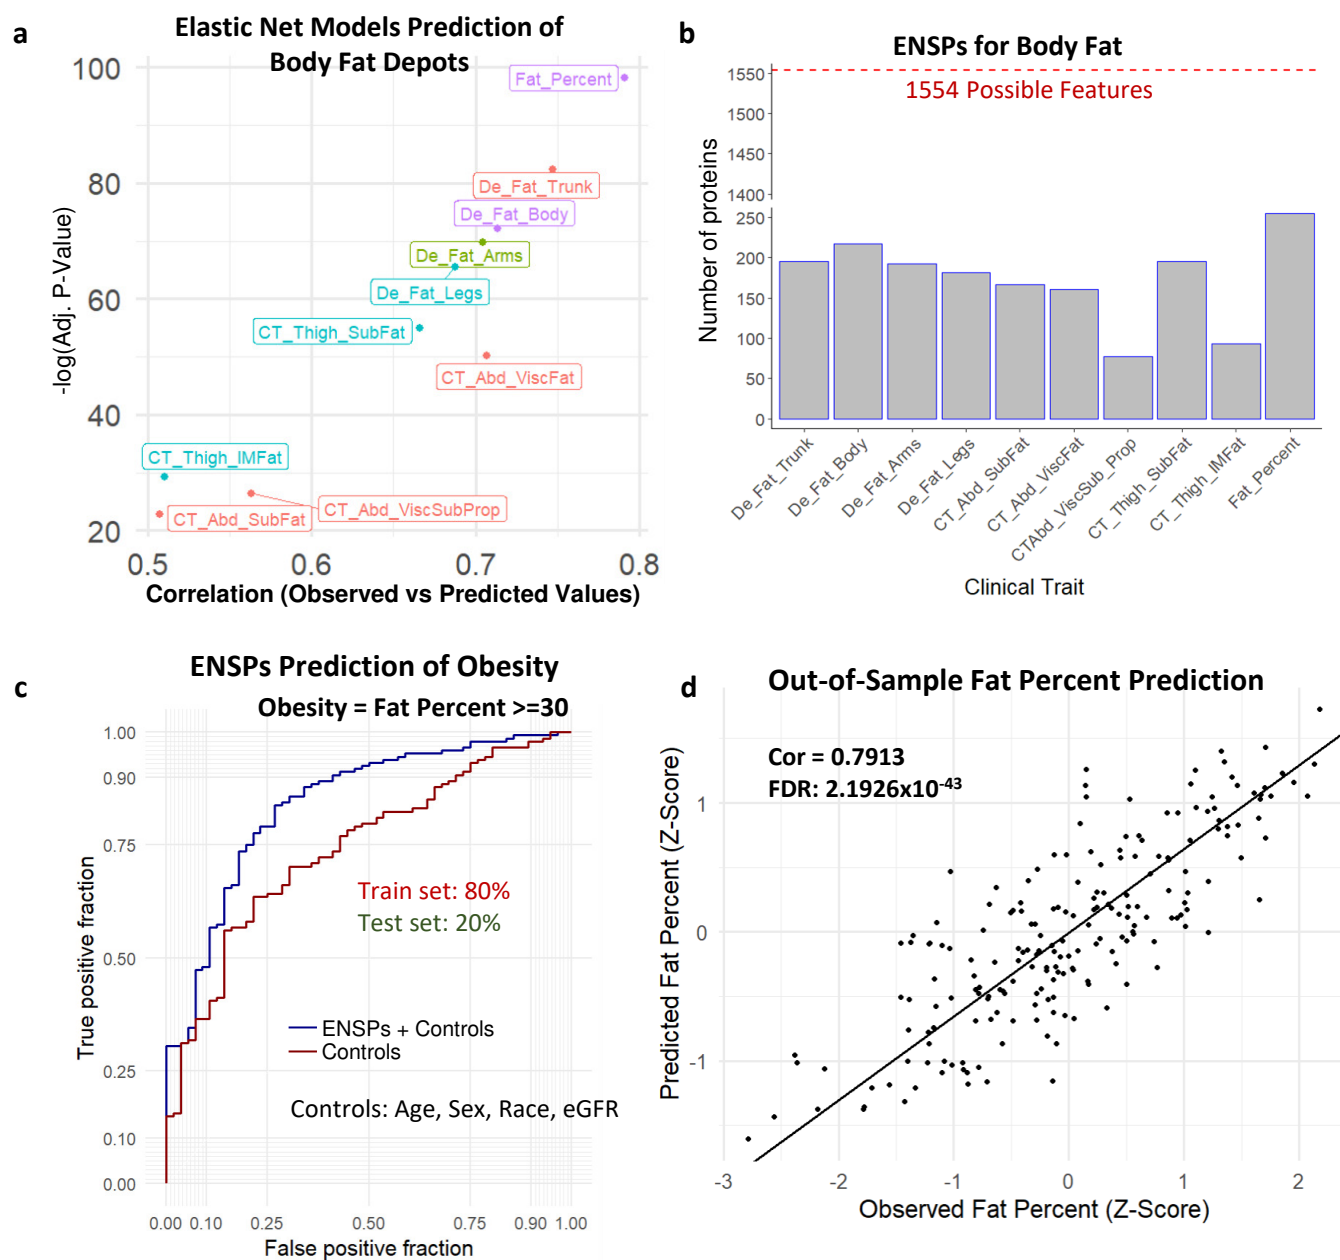 a
Elastic Net Models Prediction of
Body Fat Depots
100
80
60
40
20
-log(Adj. P-Value)
Fat_Percent
De_Fat_Trunk
De_Fat_Body
De_Fat_Arms
De_Fat_Legs
CT_Thigh_SubFat
CT_Abd_ViscFat
CT_Thigh_IMFat
CT_Abd_SubFat
CT_Abd_ViscSubProp
0.5 0.6 0.7 0.8
Correlation (Observed vs Predicted Values)
b
ENSPs for Body Fat
1554 Possible Features
1550
1500
1450
1400
250
200
150
100
50
0
Number of proteins
De_Fat_Trunk
De_Fat_Body
De_Fat_Arms
De_Fat_Legs
CT_Abd_SubFat
CT_Abd_ViscFat
CTAbd_ViscSub_Prop
CT_Thigh_SubFat
CT_Thigh_IMFat
Fat_Percent
Clinical Trait
c
ENSPs Prediction of Obesity
Obesity = Fat Percent >=30
1.00
0.90
0.75
0.50
0.25
0.10
0.00
True positive fraction
Train set: 80%
Test set: 20%
ENSPs + Controls
Controls
Controls: Age, Sex, Race, eGFR
0.00 0.10 0.25 0.50 0.75 0.90 1.00
False positive fraction
d
Out-of-Sample Fat Percent Prediction
Cor = 0.7913
FDR: 2.1926x10⁻⁴³
1
0
-1
Predicted Fat Percent (Z-Score)
-3 -2 -1 0 1 2
Observed Fat Percent (Z-Score)